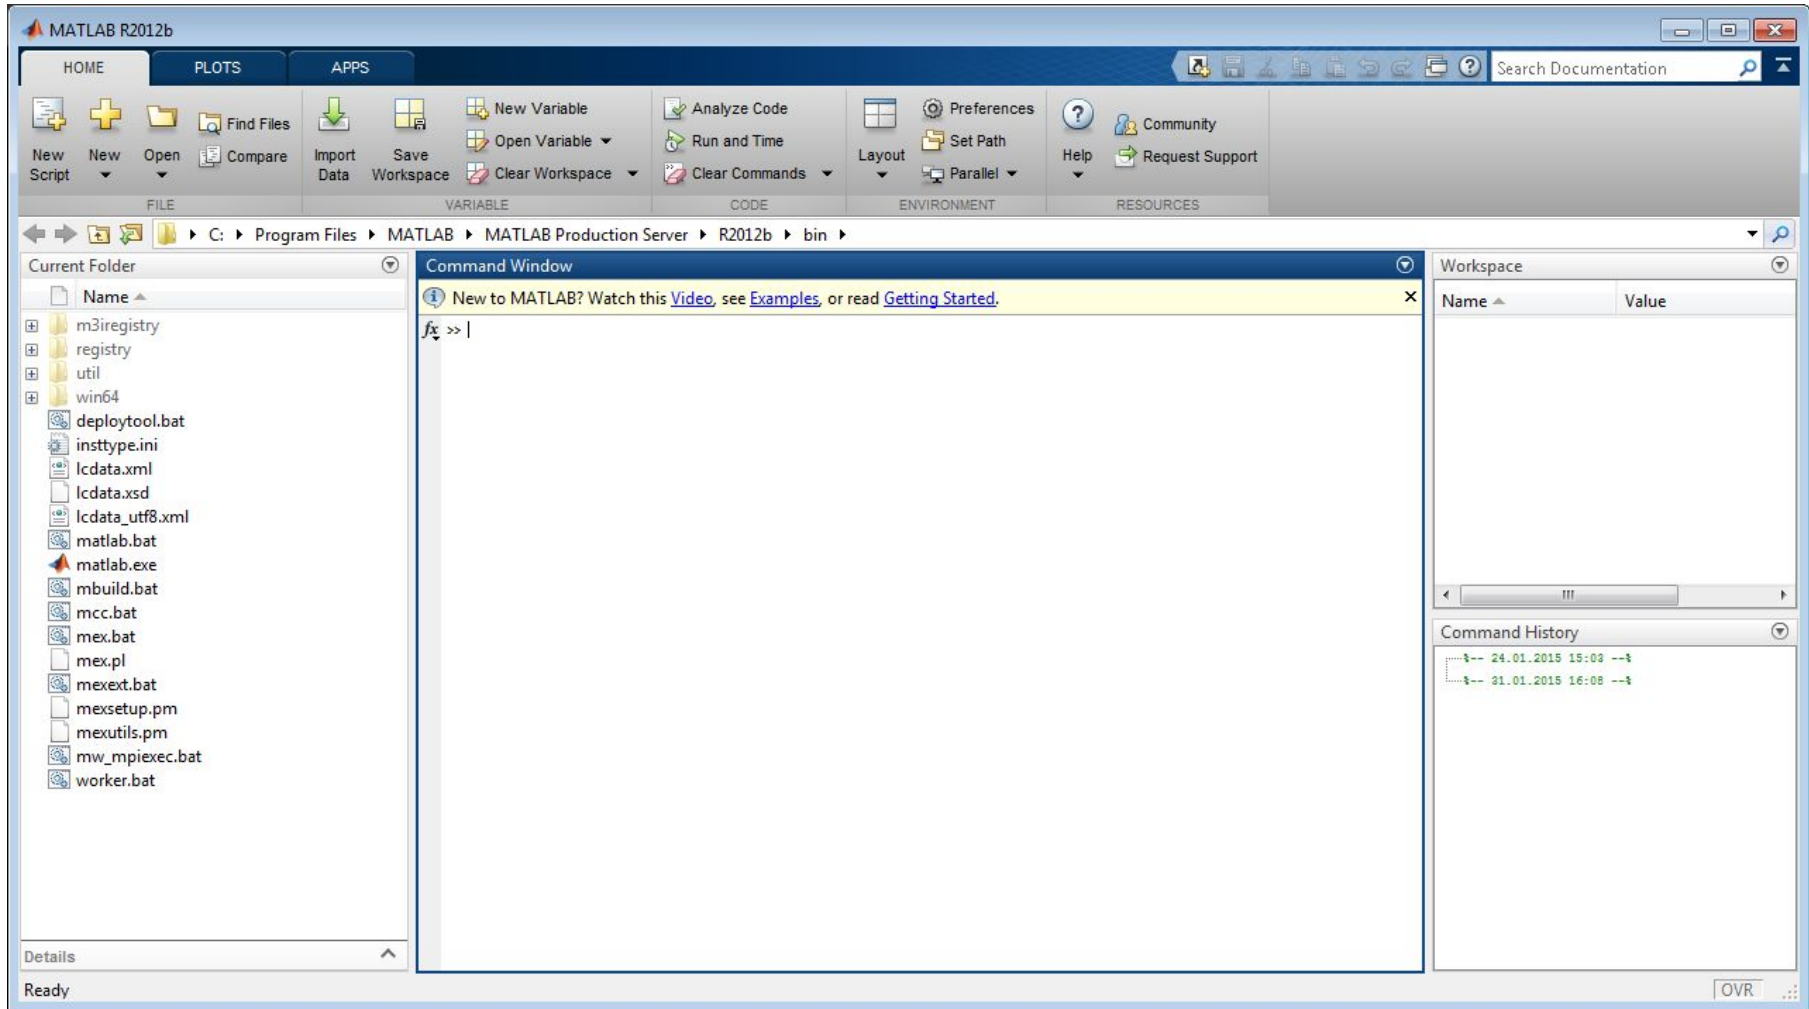 MATLAB R2012b
HOME PLOTS APPS
Search Documentation
New Script
New
Open
Find Files
Compare
FILE
Import Data
Save Workspace
New Variable
Open Variable
Clear Workspace
VARIABLE
Analyze Code
Run and Time
Clear Commands
CODE
Layout
Preferences
Set Path
Parallel
ENVIRONMENT
Help
Community
Request Support
RESOURCES
C: Program Files MATLAB MATLAB Production Server R2012b bin
Current Folder
Name
m3iregistry
registry
util
win64
deploytool.bat
insttype.ini
lcdata.xml
lcdata.xsd
lcdata_utf8.xml
matlab.bat
matlab.exe
mbuild.bat
mcc.bat
mex.bat
mex.pl
mexext.bat
mexsetup.pm
mexutils.pm
mw_mpiexec.bat
worker.bat
Details
Command Window
New to MATLAB? Watch this Video, see Examples, or read Getting Started.
fx >>
Workspace
Name Value
Command History
%-- 24.01.2015 15:03 --%
%-- 31.01.2015 16:08 --%
Ready
OVR